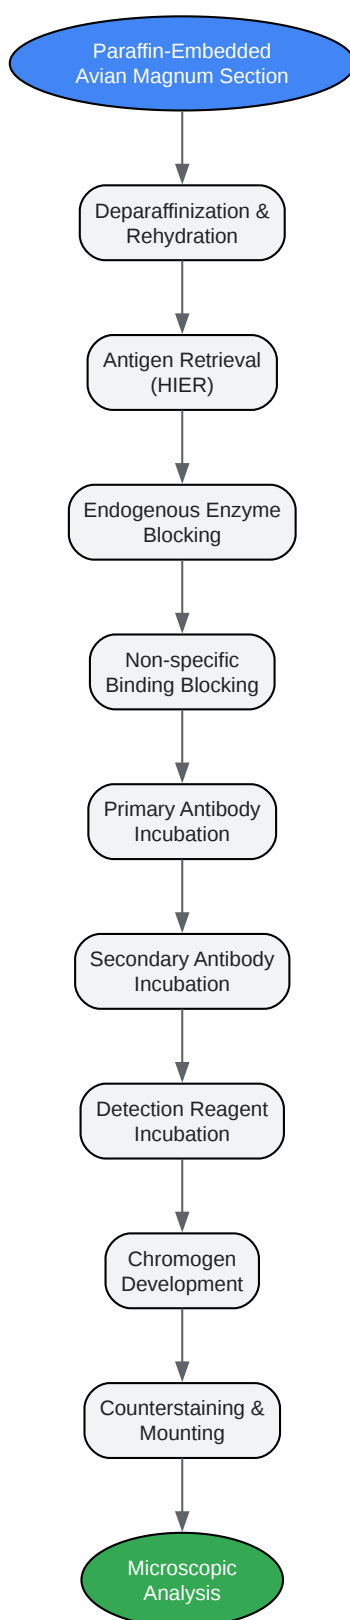 Paraffin-Embedded
Avian Magnum Section
Deparaffinization &
Rehydration
Antigen Retrieval
(HIER)
Endogenous Enzyme
Blocking
Non-specific
Binding Blocking
Primary Antibody
Incubation
Secondary Antibody
Incubation
Detection Reagent
Incubation
Chromogen
Development
Counterstaining &
Mounting
Microscopic
Analysis